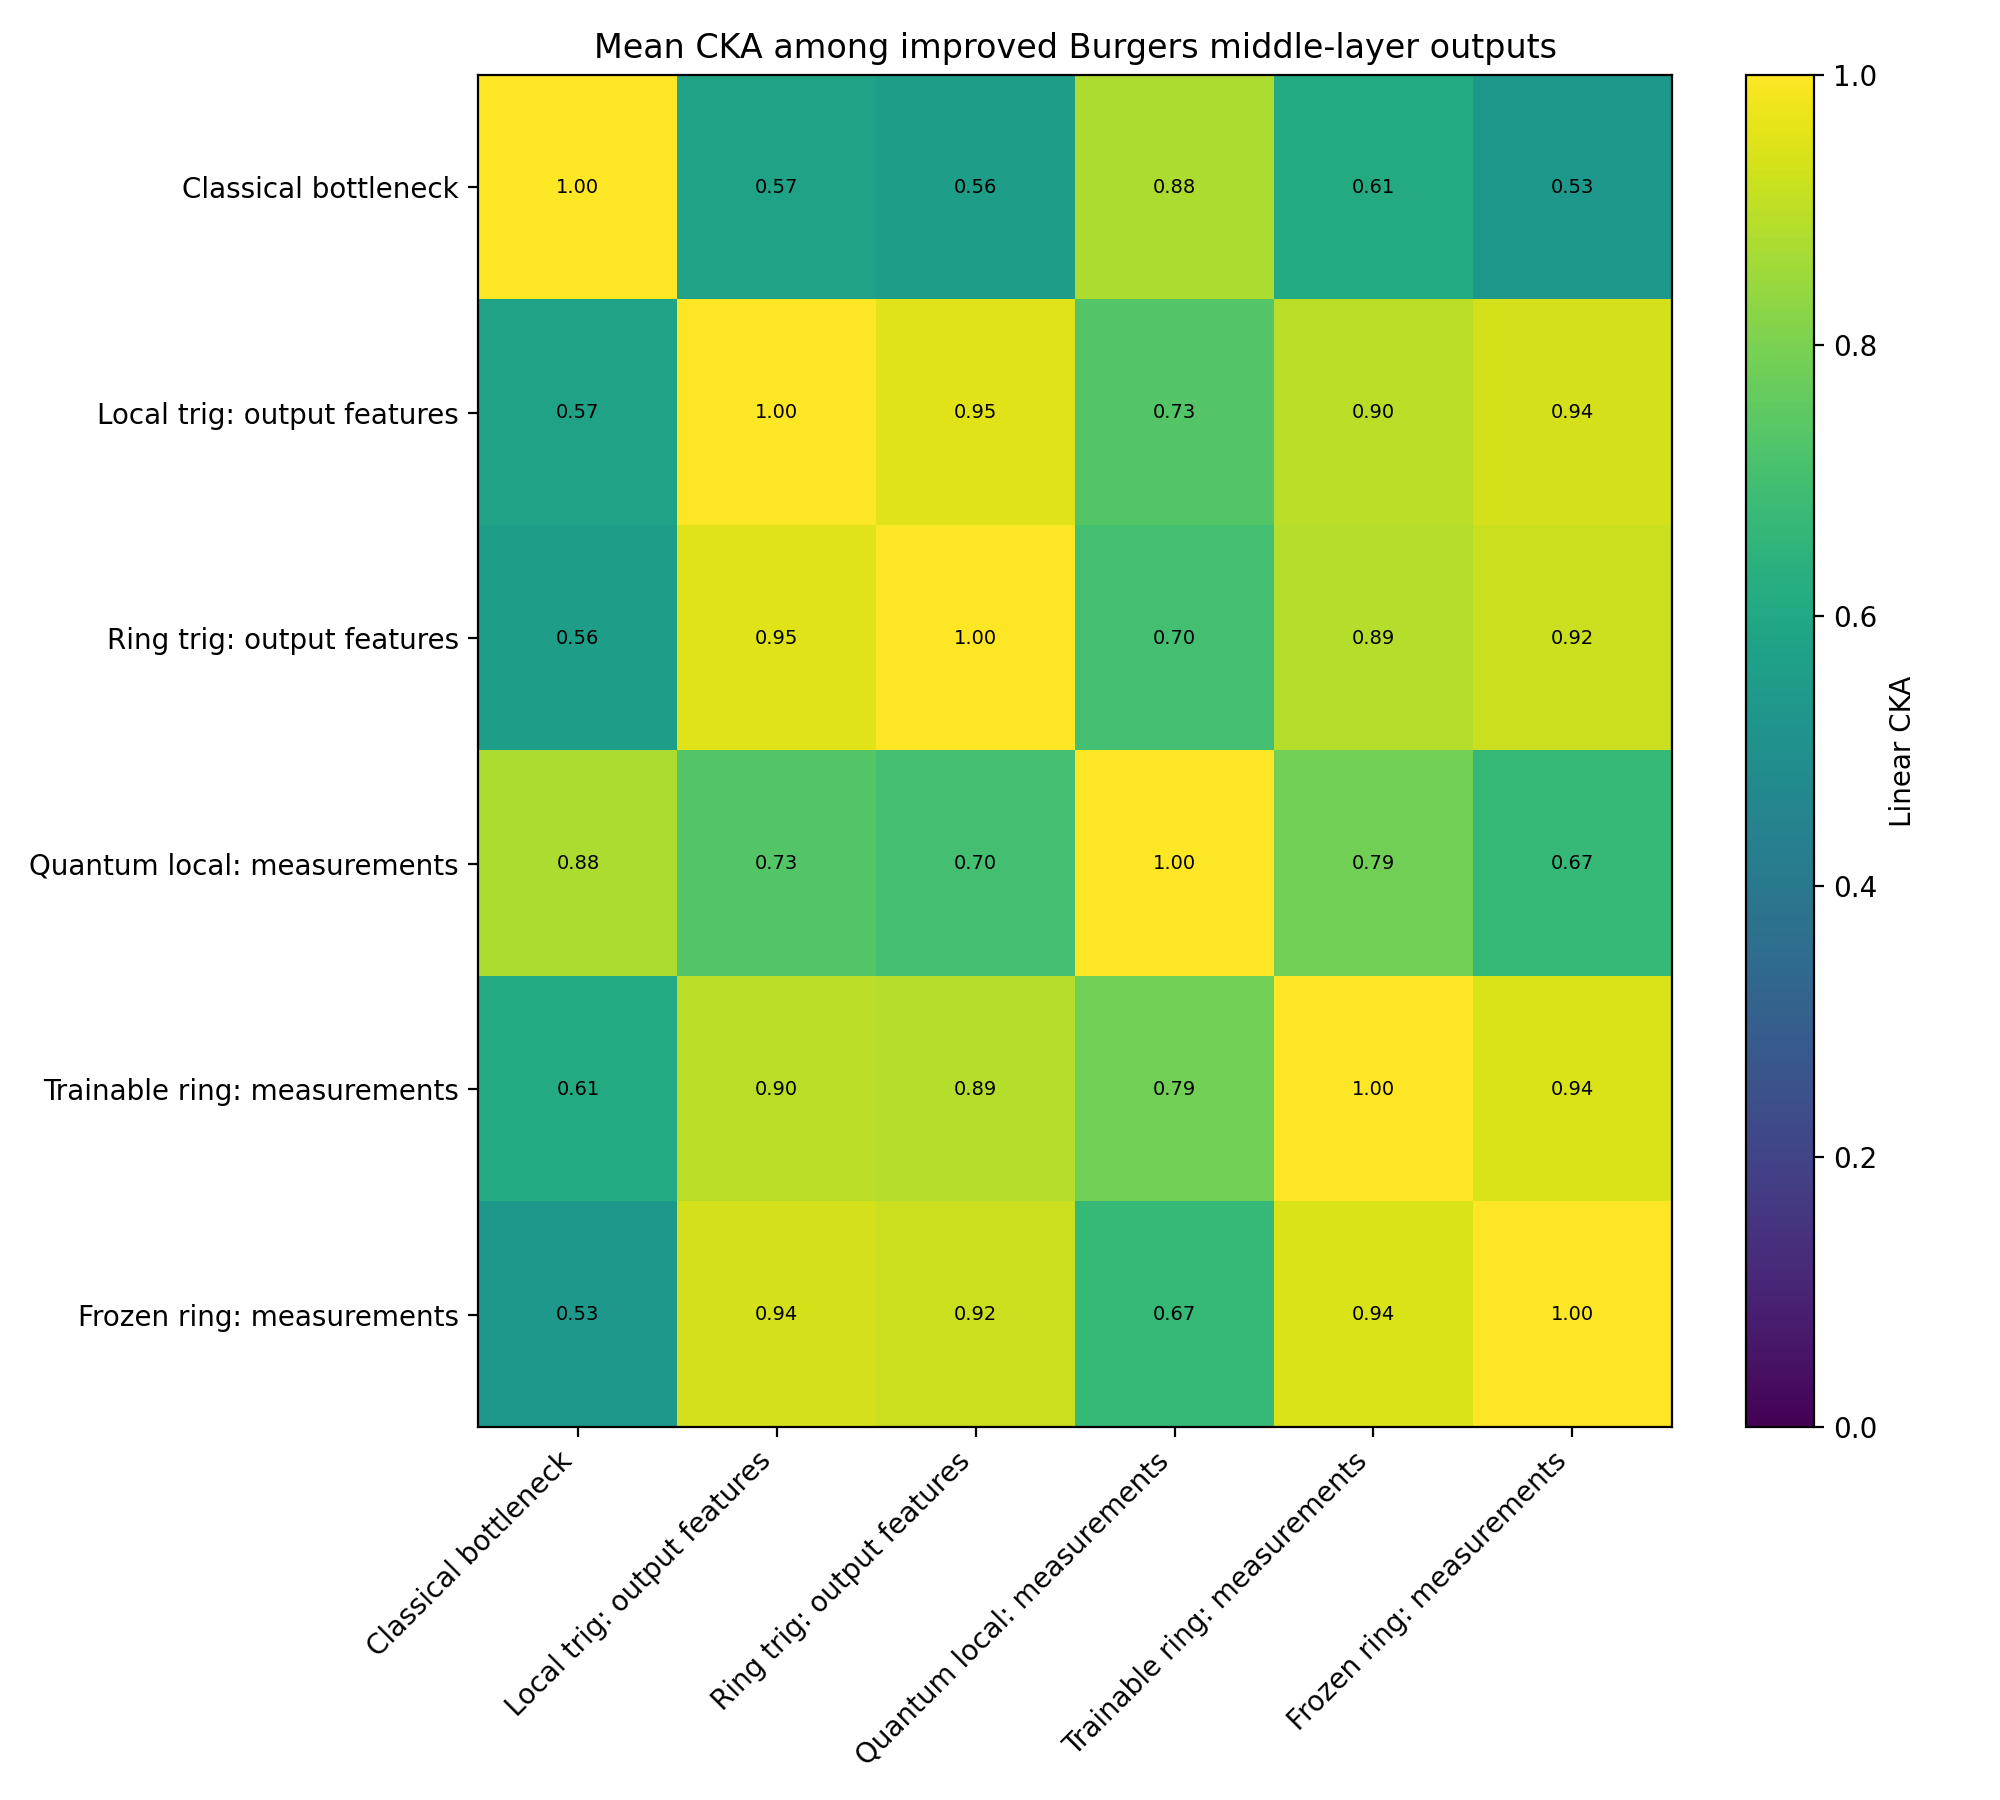 Mean CKA among improved Burgers middle-layer outputs
Classical bottleneck
1.00 0.57 0.56 0.88 0.61 0.53
Local trig: output features
0.57 1.00 0.95 0.73 0.90 0.94
Ring trig: output features
0.56 0.95 1.00 0.70 0.89 0.92
Quantum local: measurements
0.88 0.73 0.70 1.00 0.79 0.67
Trainable ring: measurements
0.61 0.90 0.89 0.79 1.00 0.94
Frozen ring: measurements
0.53 0.94 0.92 0.67 0.94 1.00
Classical bottleneck
Local trig: output features
Ring trig: output features
Quantum local: measurements
Trainable ring: measurements
Frozen ring: measurements
1.0
0.8
0.6
0.4
0.2
0.0
Linear CKA